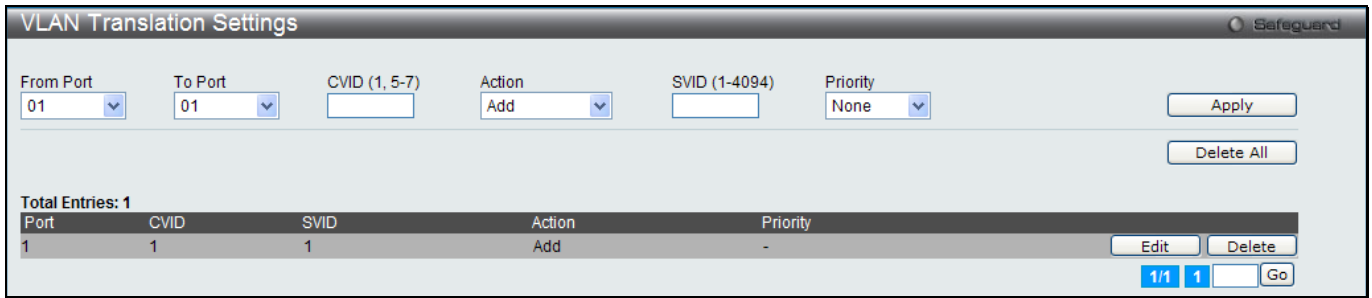 VLAN Translation Settings
Safeguard
From Port To Port CVID (1, 5-7) Action SVID (1-4094) Priority
01 01 Add None Apply
Delete All
Total Entries: 1
Port CVID SVID Action Priority
1 1 1 Add - Edit Delete
1/1 1 Go